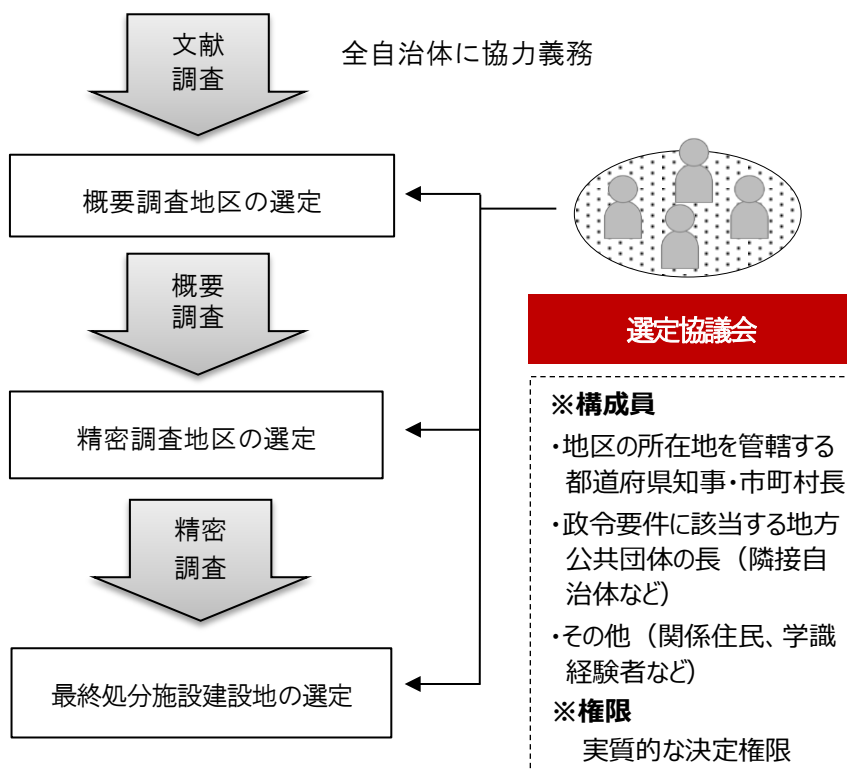 文献
調査
全自治体に協力義務
概要調査地区の選定
概要
調査
精密調査地区の選定
精密
調査
最終処分施設建設地の選定
選定協議会
※構成員
・地区の所在地を管轄する
都道府県知事・市町村長
・政令要件に該当する地方
公共団体の長（隣接自
治体など）
・その他（関係住民、学識
経験者など）
※権限
実質的な決定権限